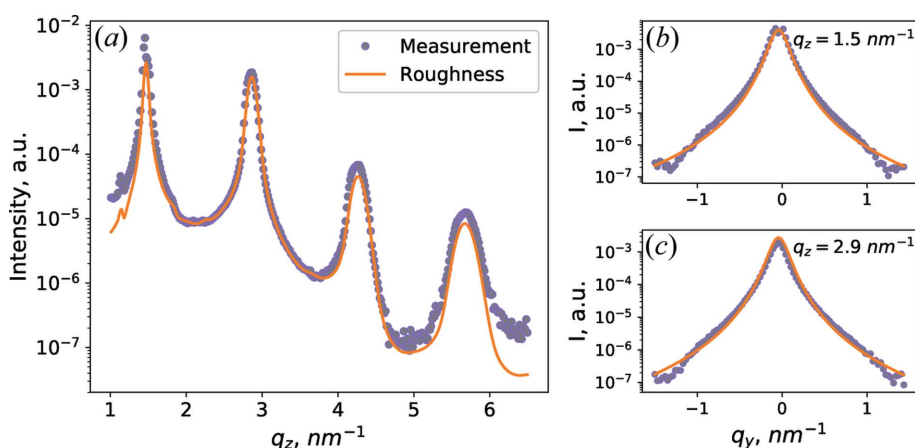 (a)
Measurement
Roughness
Intensity, a.u.
10⁻²
10⁻³
10⁻⁴
10⁻⁵
10⁻⁶
10⁻⁷
1 2 3 4 5 6
q_z, nm⁻¹
(b)
q_z = 1.5 nm⁻¹
I, a.u.
10⁻³
10⁻⁴
10⁻⁵
10⁻⁶
10⁻⁷
−1 0 1
(c)
q_z = 2.9 nm⁻¹
I, a.u.
10⁻³
10⁻⁴
10⁻⁵
10⁻⁶
10⁻⁷
−1 0 1
q_y, nm⁻¹